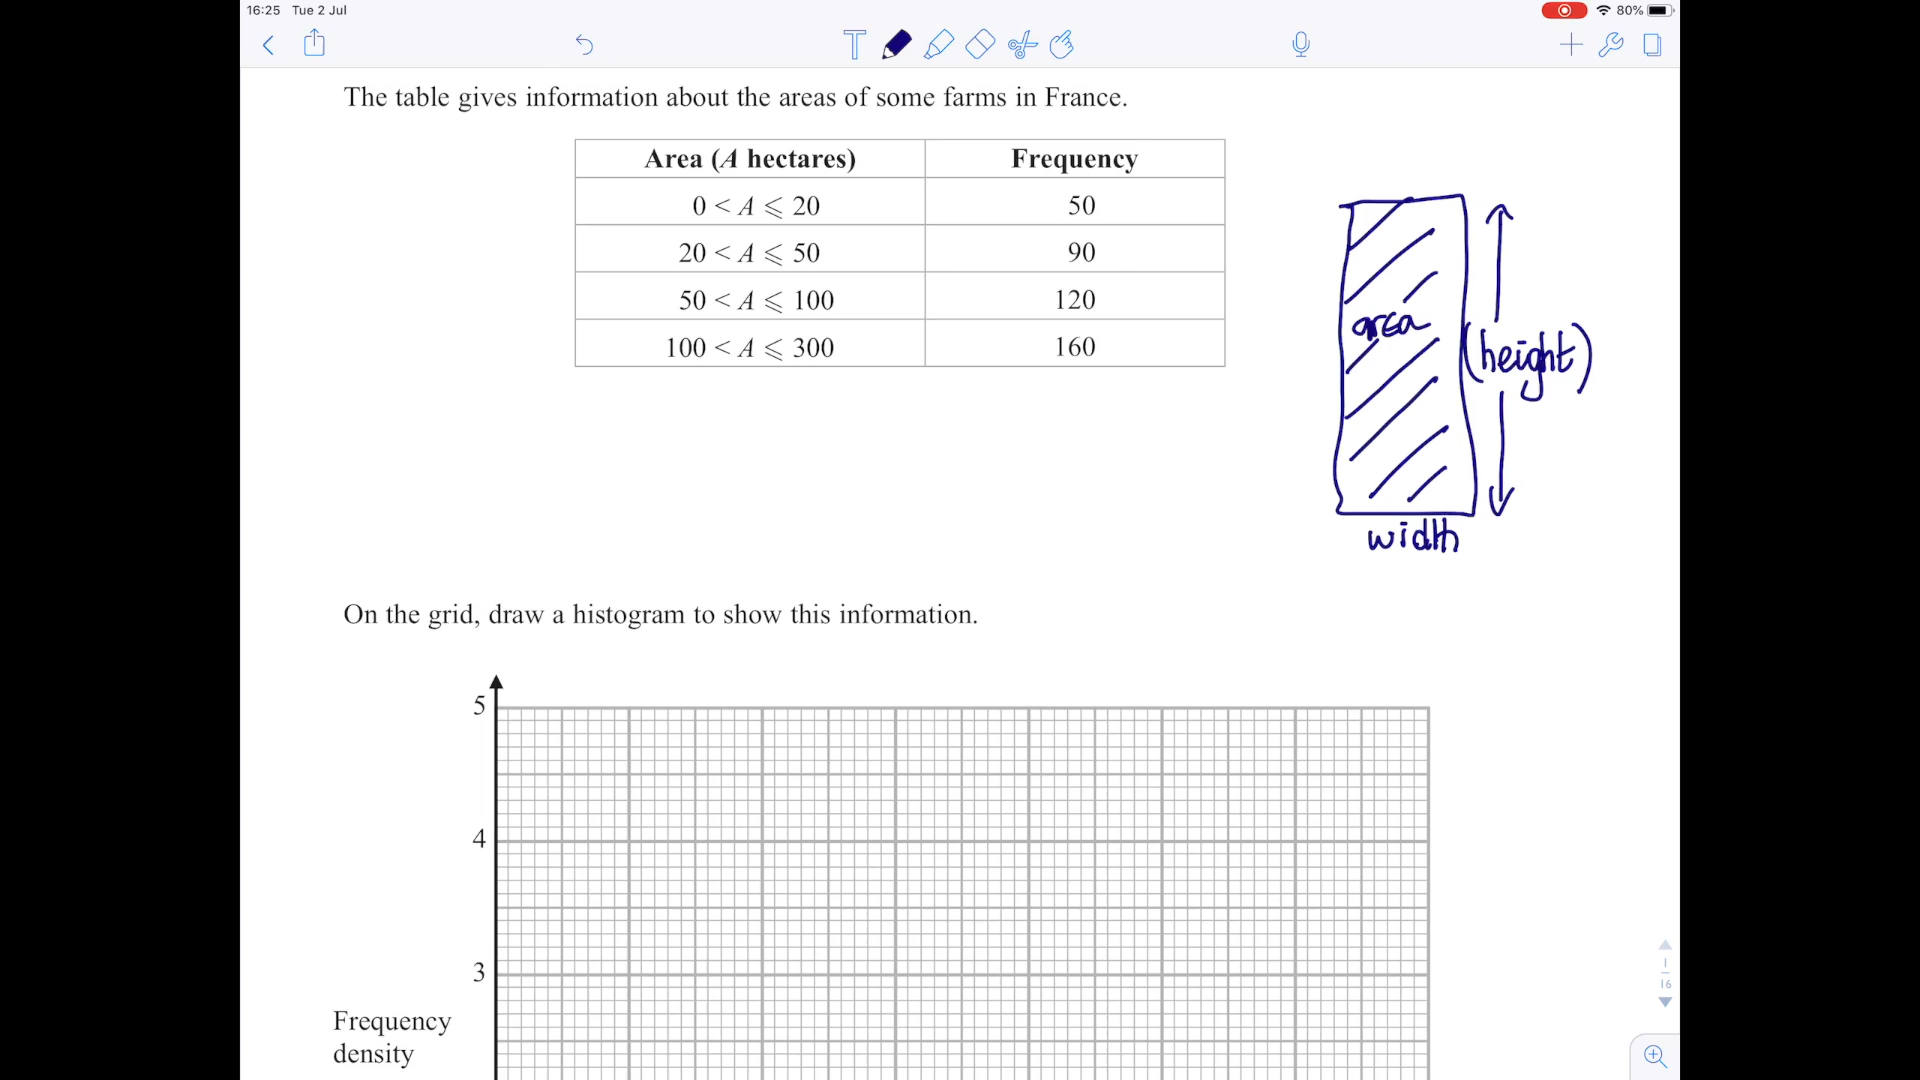 16:25 Tue 2 Jul
80%
T
The table gives information about the areas of some farms in France.
Area (A hectares) Frequency
0 < A ⩽ 20 50
20 < A ⩽ 50 90
50 < A ⩽ 100 120
100 < A ⩽ 300 160
area
(height)
width
On the grid, draw a histogram to show this information.
5
4
3
Frequency
density
1
16